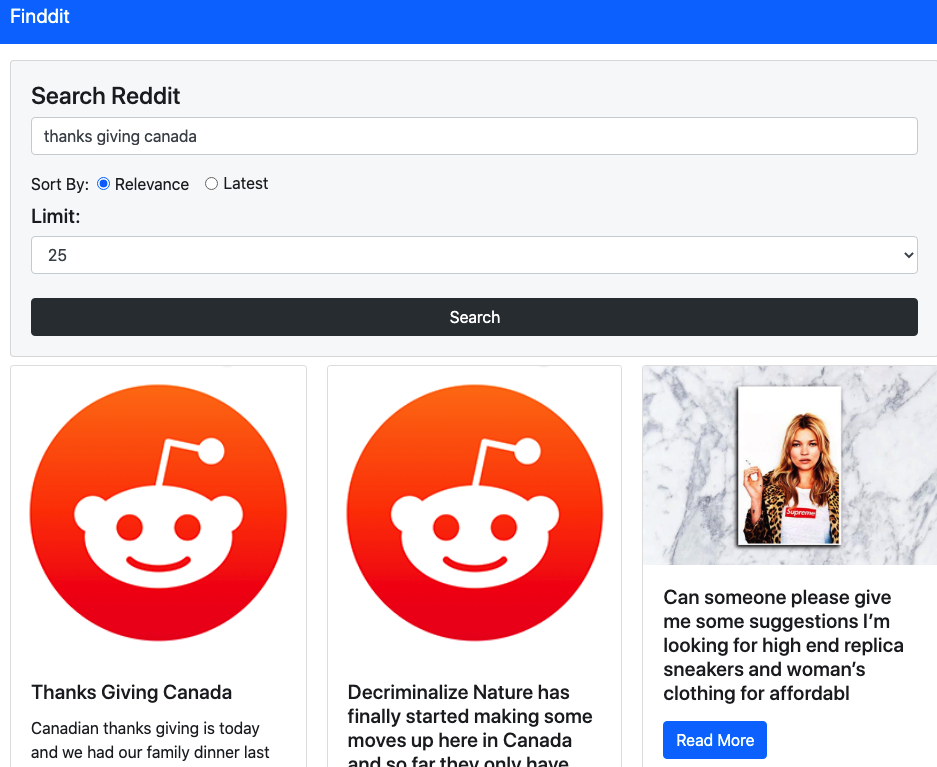 Finddit
Search Reddit
thanks giving canada
Sort By: Relevance Latest
Limit:
25
Search
Supreme
Thanks Giving Canada
Canadian thanks giving is today
and we had our family dinner last
Decriminalize Nature has
finally started making some
moves up here in Canada
and so far they only have
Can someone please give
me some suggestions I’m
looking for high end replica
sneakers and woman’s
clothing for affordabl
Read More